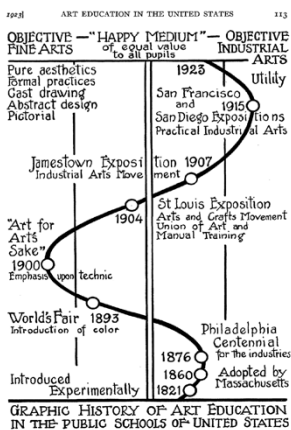 1923] ART EDUCATION IN THE UNITED STATES 113
OBJECTIVE —"HAPPY MEDIUM"— OBJECTIVE
FINE ARTS of equal value INDUSTRIAL
to all pupils ARTS
Pure aesthetics 1923
Formal practices Utility
Cast drawing San Francisco
Abstract design and 1915
Pictorial San Diego Expositions
Practical Industrial Arts
Jamestown Exposition 1907
Industrial Arts Movement
1904 St Louis Exposition
Arts and Crafts Movement
"Art for Union of Art and
Art's Manual Training
Sake"
1900
Emphasis upon technic
World's Fair 1893
Introduction of color
Philadelphia
Centennial
1876 for the industries
1860 Adopted by
Introduced Massachusetts
Experimentally 1821
GRAPHIC HISTORY OF ART EDUCATION
IN THE PUBLIC SCHOOLS OF UNITED STATES